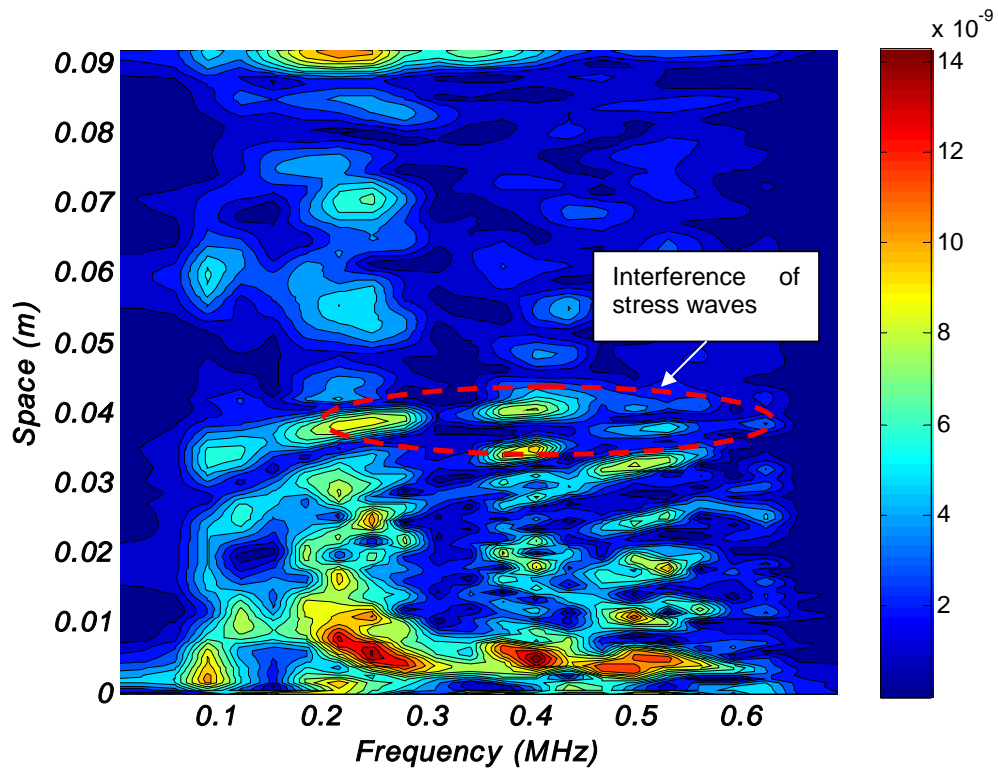 x 10⁻⁹
0.09
0.08
0.07
0.06
0.05
0.04
0.03
0.02
0.01
0
Space (m)
Interference of
stress waves
14
12
10
8
6
4
2
0.1 0.2 0.3 0.4 0.5 0.6
Frequency (MHz)